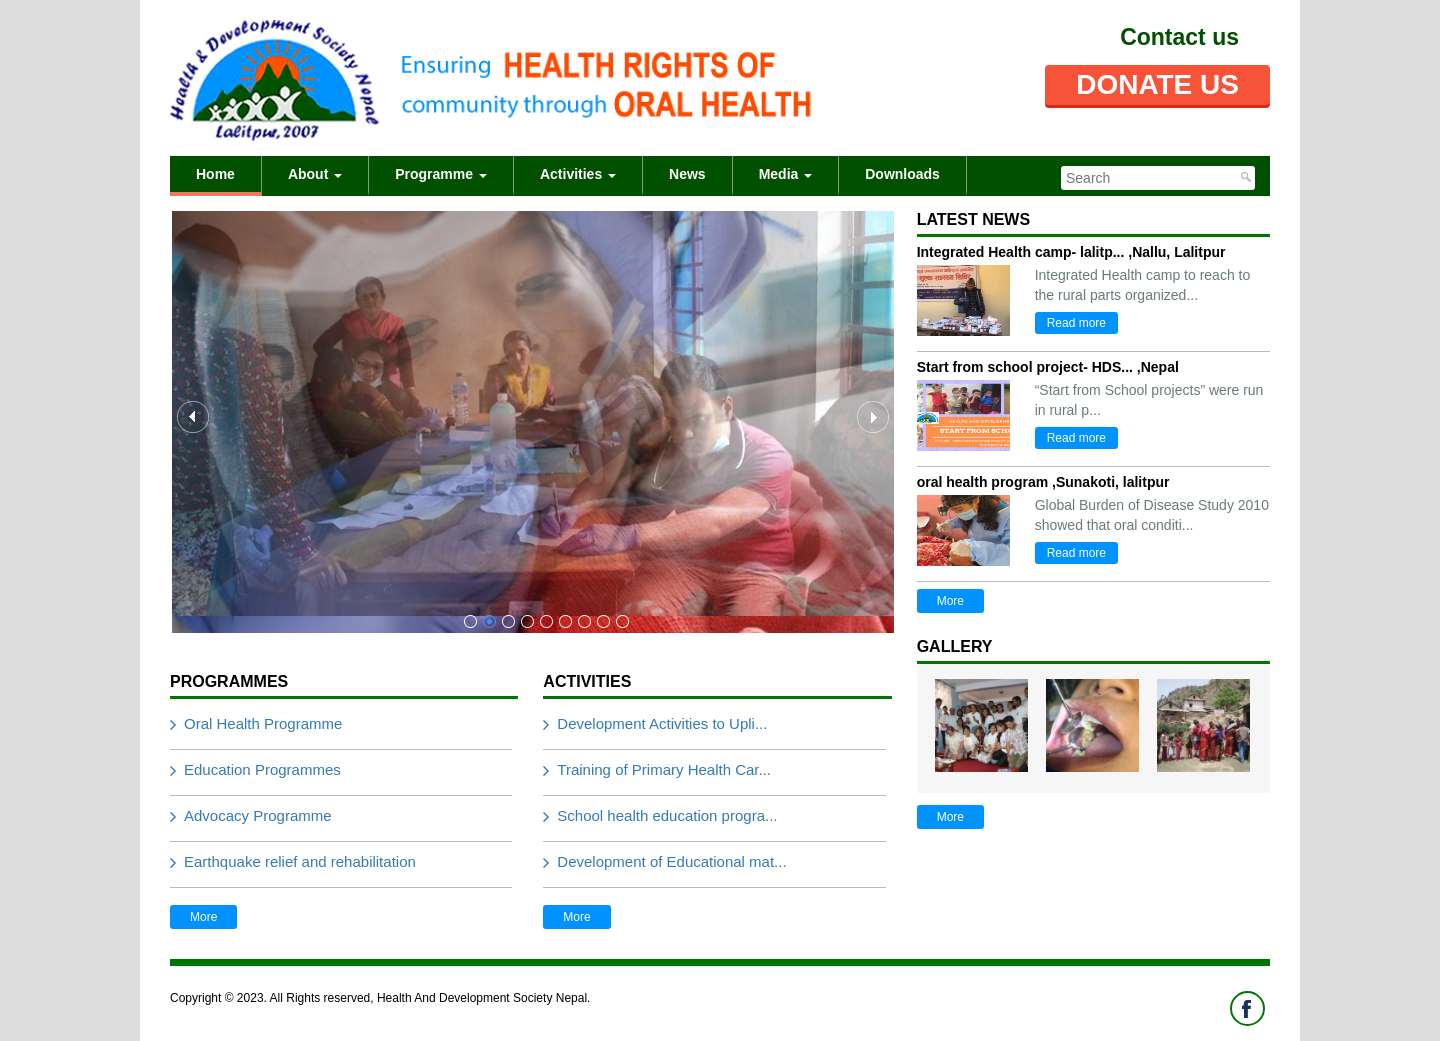 Health & Development Society Nepal
Lalitpur, 2007
Ensuring HEALTH RIGHTS OF
community through ORAL HEALTH
Contact us
DONATE US
Home About Programme Activities News Media Downloads Search
LATEST NEWS
Integrated Health camp- lalitp... ,Nallu, Lalitpur
Integrated Health camp to reach to
the rural parts organized...
Read more
Start from school project- HDS... ,Nepal
“Start from School projects” were run
in rural p...
HEALTH AND DEVELOPME
START FROM SCHO
Read more
oral health program ,Sunakoti, lalitpur
Global Burden of Disease Study 2010
showed that oral conditi...
Read more
More
GALLERY
More
PROGRAMMES
Oral Health Programme
Education Programmes
Advocacy Programme
Earthquake relief and rehabilitation
More
ACTIVITIES
Development Activities to Upli...
Training of Primary Health Car...
School health education progra...
Development of Educational mat...
More
Copyright © 2023. All Rights reserved, Health And Development Society Nepal.